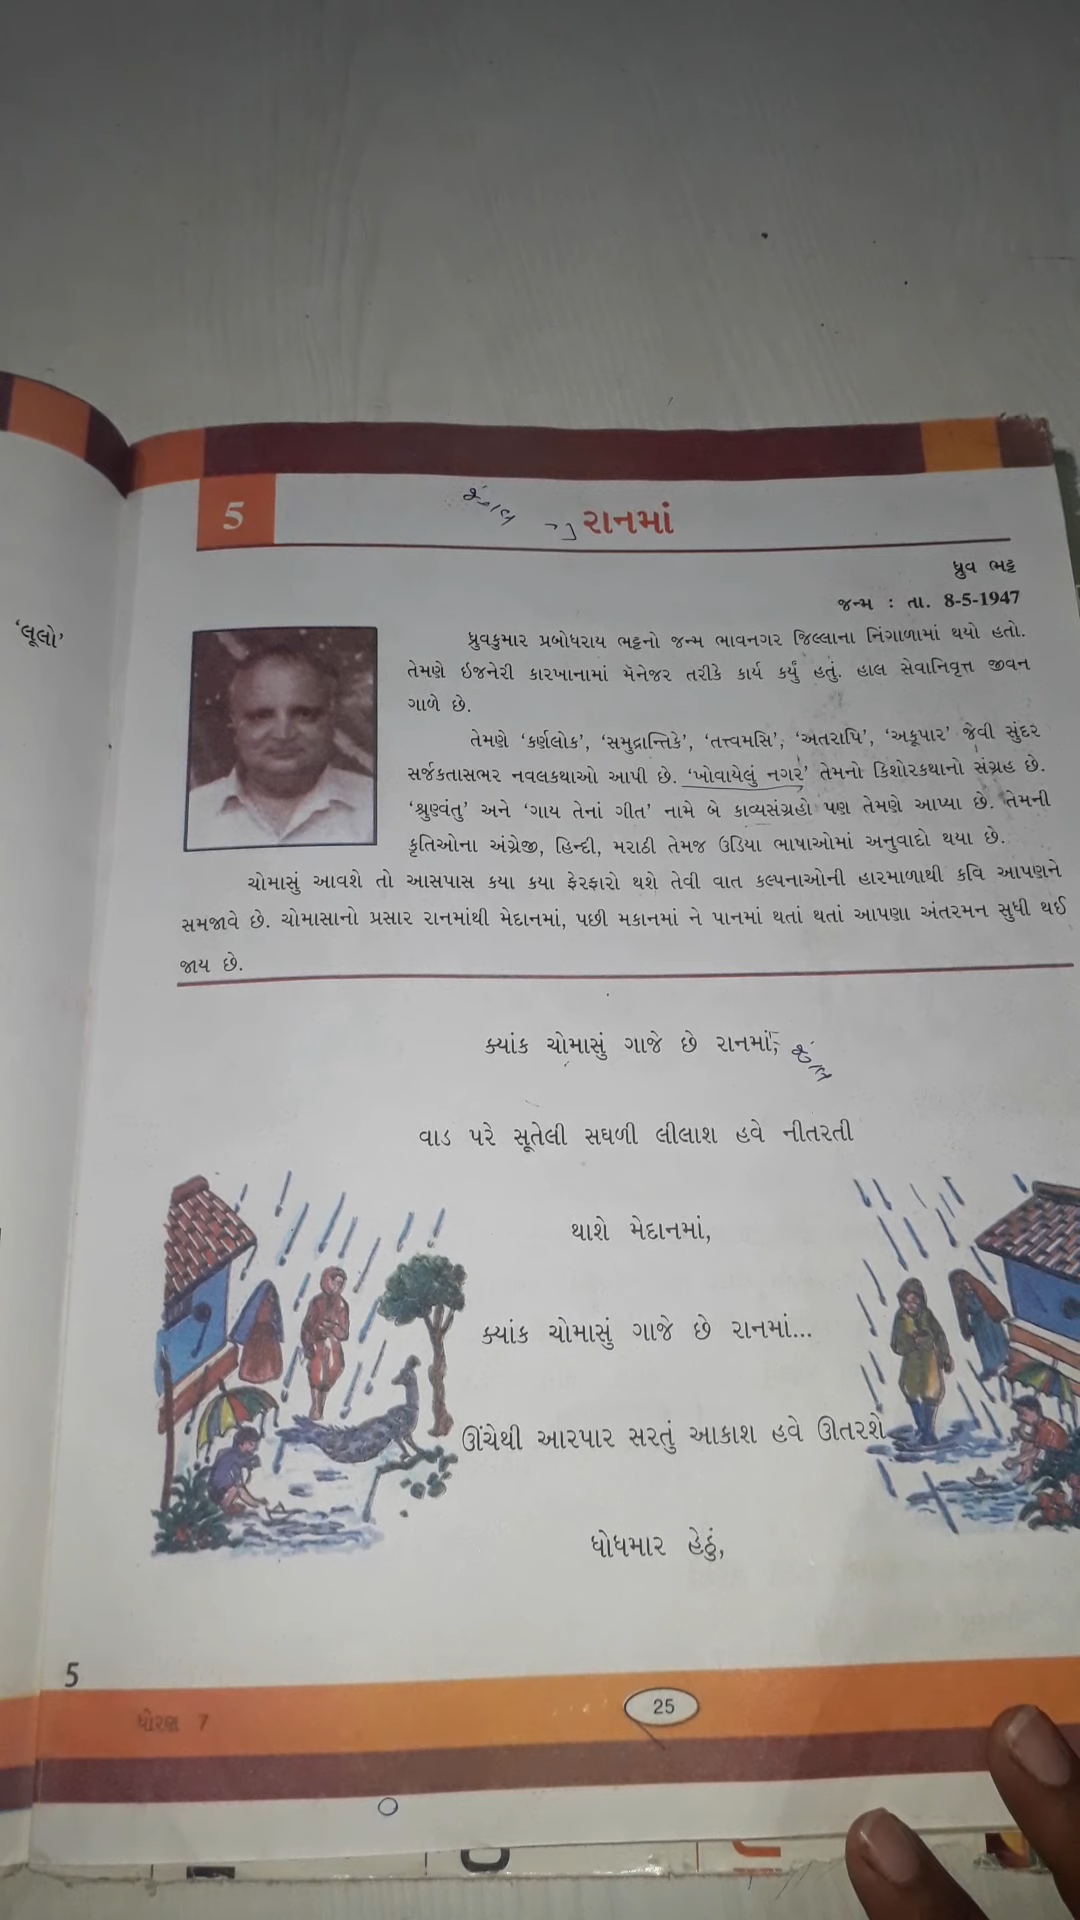 5
જંગલ
રાનમાં
ધ્રુવ ભટ્ટ
જન્મ : તા. 8-5-1947
'લૂલો'
ધ્રુવકુમાર પ્રબોધરાય ભટ્ટનો જન્મ ભાવનગર જિલ્લાના નિંગાળામાં થયો હતો.
તેમણે ઇજનેરી કારખાનામાં મૅનેજર તરીકે કાર્ય કર્યું હતું. હાલ સેવાનિવૃત્ત જીવન
ગાળે છે.
તેમણે 'કર્ણલોક', 'સમુદ્રાન્તિકે', 'તત્ત્વમસિ', 'અતરાપિ', 'અકૂપાર' જેવી સુંદર
સર્જકતાસભર નવલકથાઓ આપી છે. 'ખોવાયેલું નગર' તેમનો કિશોરકથાનો સંગ્રહ છે.
'શ્રુણ્વંતુ' અને 'ગાય તેનાં ગીત' નામે બે કાવ્યસંગ્રહો પણ તેમણે આપ્યા છે. તેમની
કૃતિઓના અંગ્રેજી, હિન્દી, મરાઠી તેમજ ઉડિયા ભાષાઓમાં અનુવાદો થયા છે.
ચોમાસું આવશે તો આસપાસ કયા કયા ફેરફારો થશે તેવી વાત કલ્પનાઓની હારમાળાથી કવિ આપણને
સમજાવે છે. ચોમાસાનો પ્રસાર રાનમાંથી મેદાનમાં, પછી મકાનમાં ને પાનમાં થતાં થતાં આપણા અંતરમન સુધી થઈ
જાય છે.
ક્યાંક ચોમાસું ગાજે છે રાનમાં; જંગલ
વાડ પરે સૂતેલી સઘળી લીલાશ હવે નીતરતી
થાશે મેદાનમાં,
ક્યાંક ચોમાસું ગાજે છે રાનમાં...
ઊંચેથી આરપાર સરતું આકાશ હવે ઊતરશે
ધોધમાર હેઠું,
5
ધોરણ 7
25